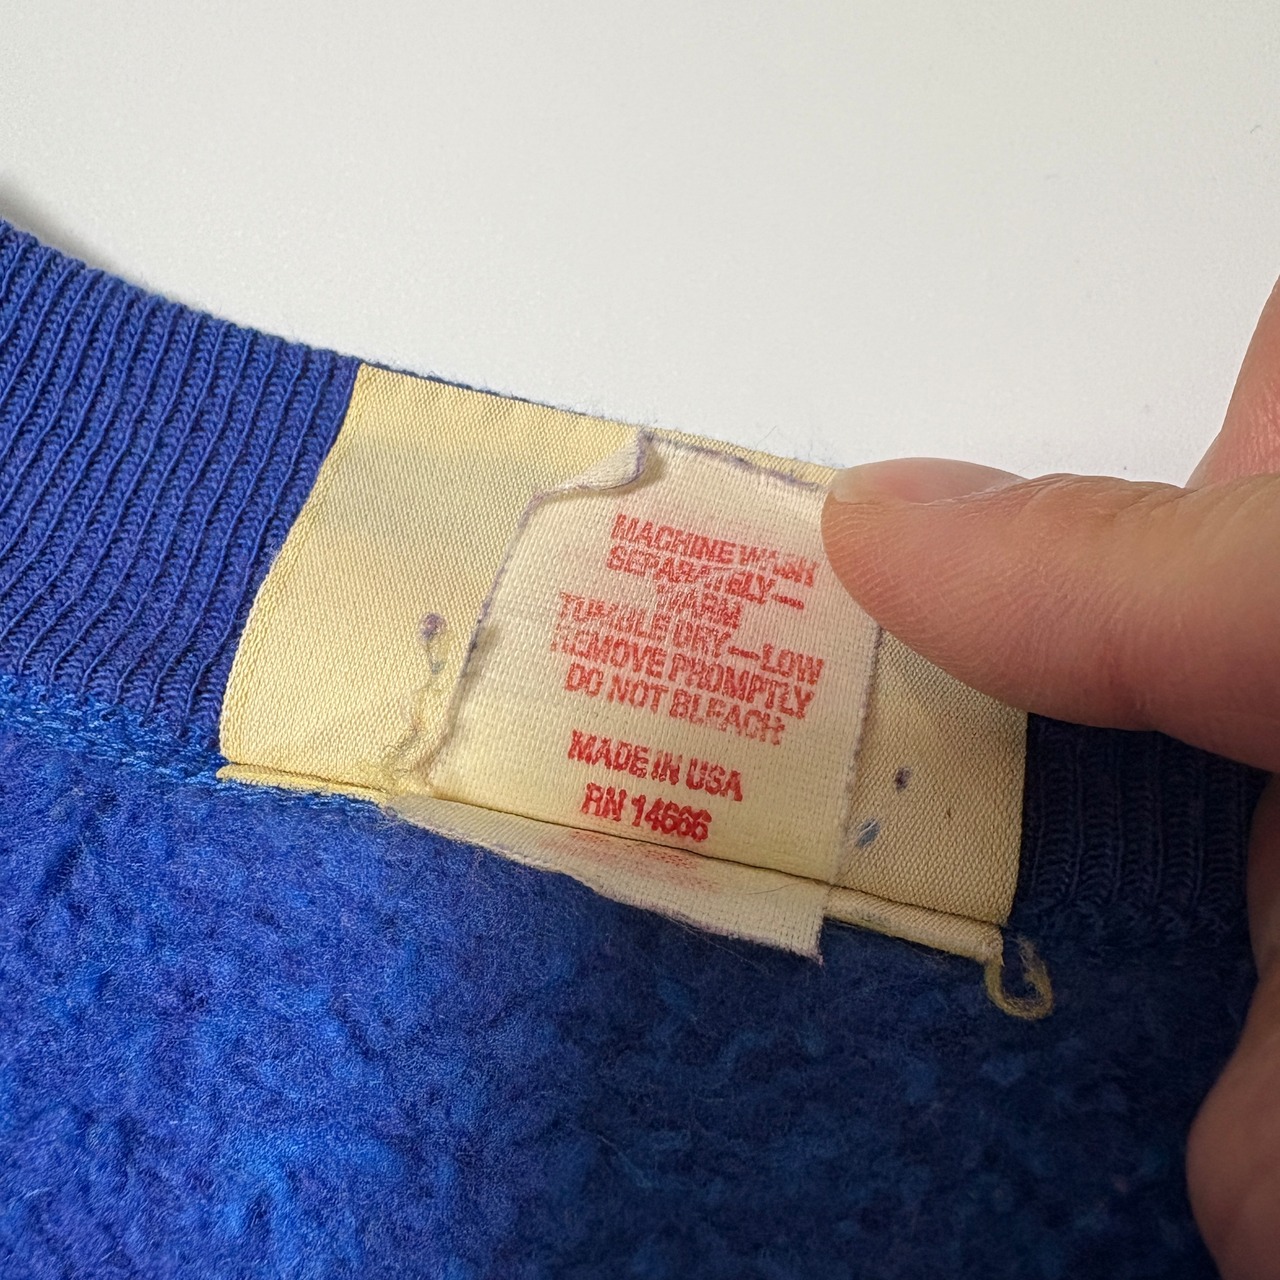 MACHINE WASH
SEPARATELY—
WARM
TUMBLE DRY—LOW
REMOVE PROMPTLY
DO NOT BLEACH
MADE IN USA
RN 14666